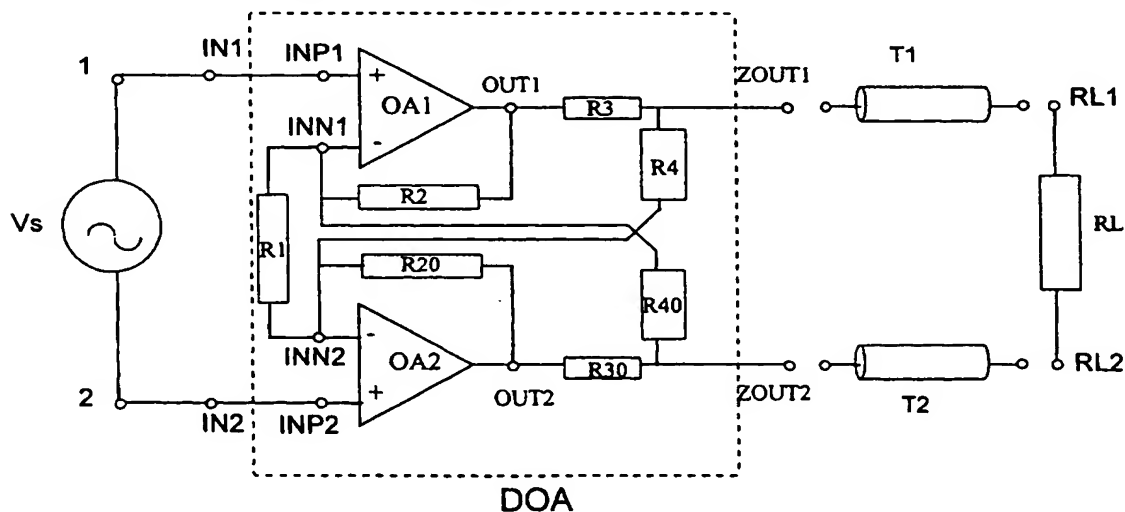 1
IN1
INP1
+
OA1
OUT1
R3
ZOUT1
T1
RL1
INN1
-
R4
R2
Vs
R1
RL
R20
R40
INN2
-
OA2
R30
RL2
2
IN2
INP2
+
OUT2
ZOUT2
T2
DOA